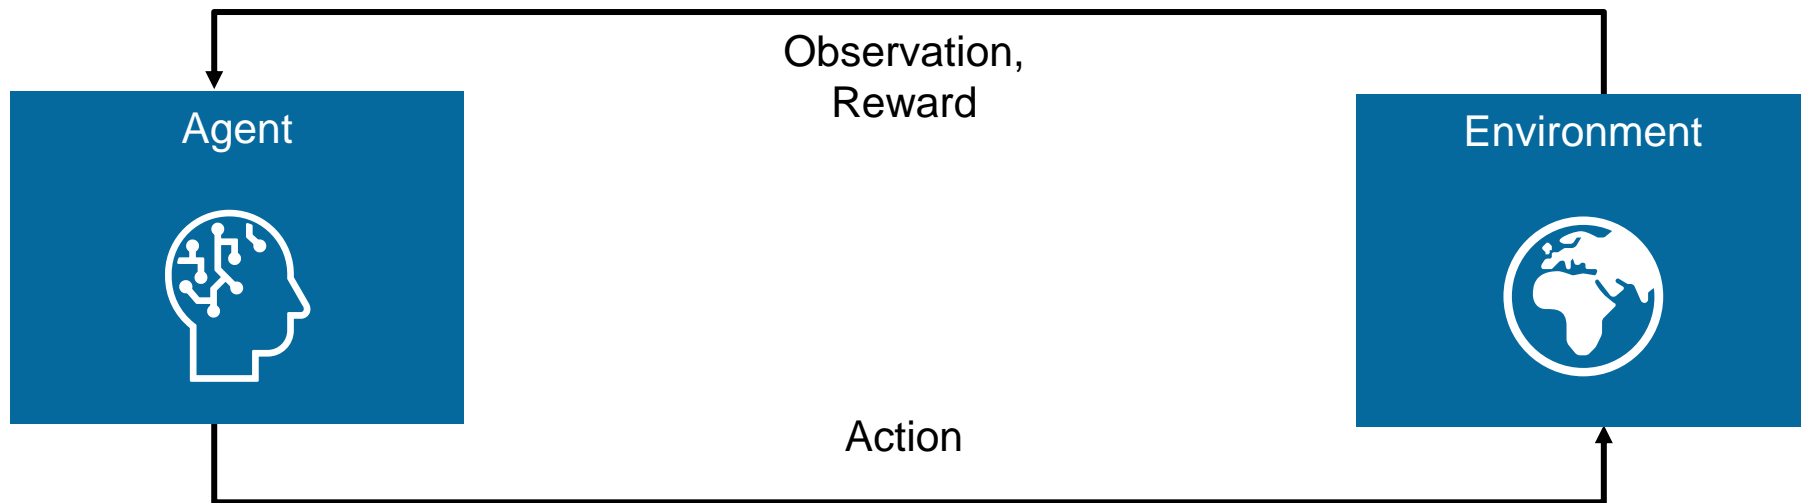 Observation,
Reward
Agent
Environment
Action